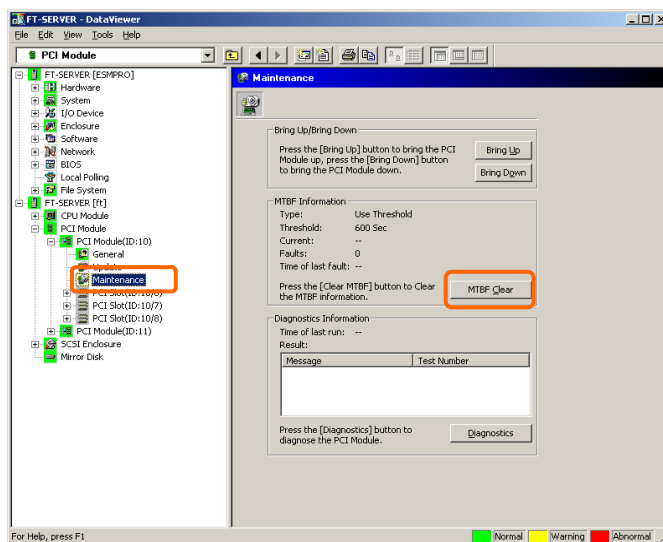 FT-SERVER - DataViewer
File Edit View Tools Help
PCI Module
FT-SERVER [ESMPRO]
Hardware
System
I/O Device
Enclosure
Software
Network
BIOS
Local Polling
File System
FT-SERVER [ft]
CPU Module
PCI Module
PCI Module(ID:10)
General
Update
Maintenance
PCI Slot(ID:10/6)
PCI Slot(ID:10/7)
PCI Slot(ID:10/8)
PCI Module(ID:11)
SCSI Enclosure
Mirror Disk
Maintenance
Bring Up/Bring Down
Press the [Bring Up] button to bring the PCI
Module up, press the [Bring Down] button
to bring the PCI Module down.
Bring Up
Bring Down
MTBF Information
Type: Use Threshold
Threshold: 600 Sec
Current: --
Faults: 0
Time of last fault: --
Press the [Clear MTBF] button to Clear
the MTBF information.
MTBF Clear
Diagnostics Information
Time of last run: --
Result:
Message Test Number
Press the [Diagnostics] button to
diagnose the PCI Module.
Diagnostics
For Help, press F1
Normal Warning Abnormal